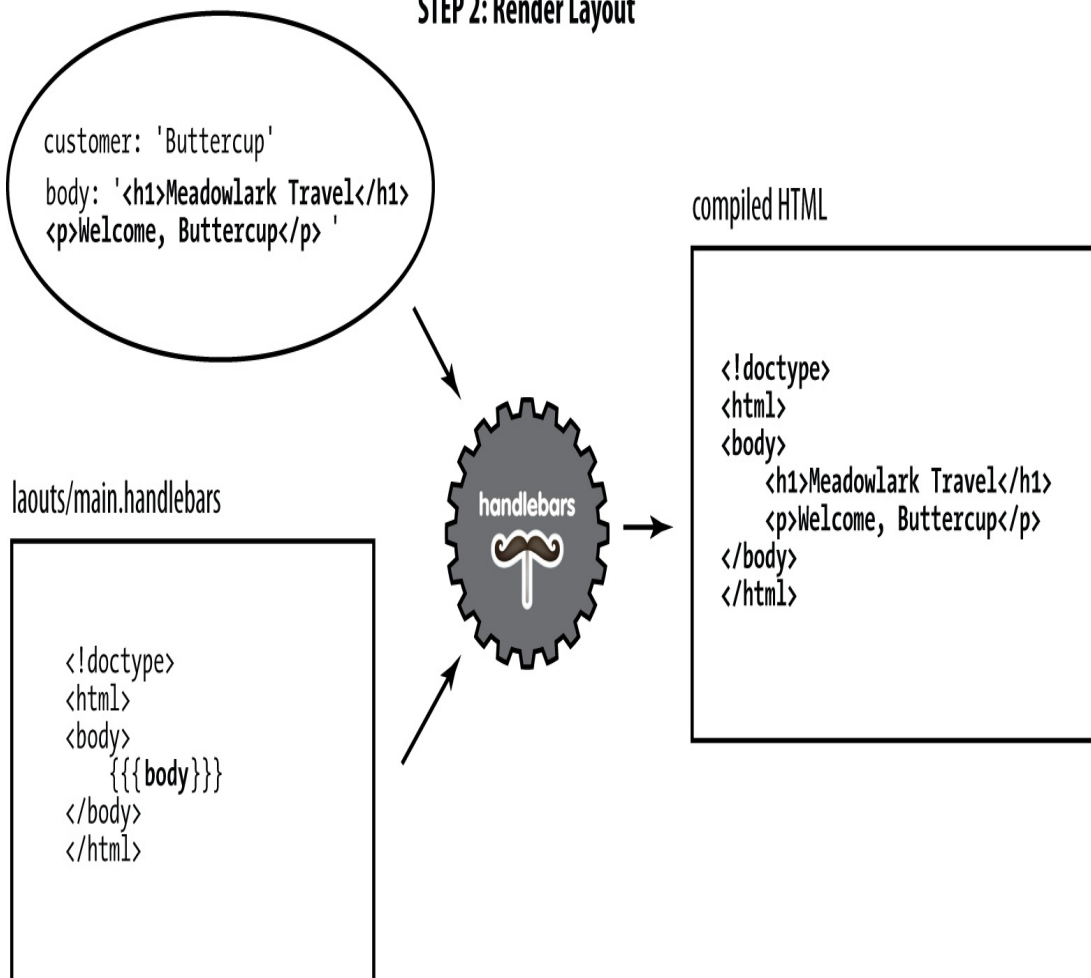 STEP 2: Render Layout
customer: 'Buttercup'
body: '<h1>Meadowlark Travel</h1>
<p>Welcome, Buttercup</p> '
compiled HTML
<!doctype>
<html>
<body>
<h1>Meadowlark Travel</h1>
<p>Welcome, Buttercup</p>
</body>
</html>
handlebars
laouts/main.handlebars
<!doctype>
<html>
<body>
{{{body}}}
</body>
</html>